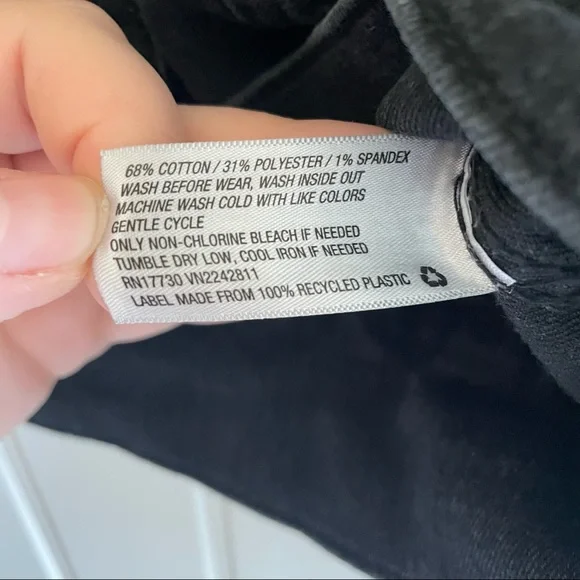 68% COTTON / 31% POLYESTER / 1% SPANDEX
WASH BEFORE WEAR, WASH INSIDE OUT
MACHINE WASH COLD WITH LIKE COLORS
GENTLE CYCLE
ONLY NON-CHLORINE BLEACH IF NEEDED
TUMBLE DRY LOW, COOL IRON IF NEEDED
RN17730 VN2242811
LABEL MADE FROM 100% RECYCLED PLASTIC